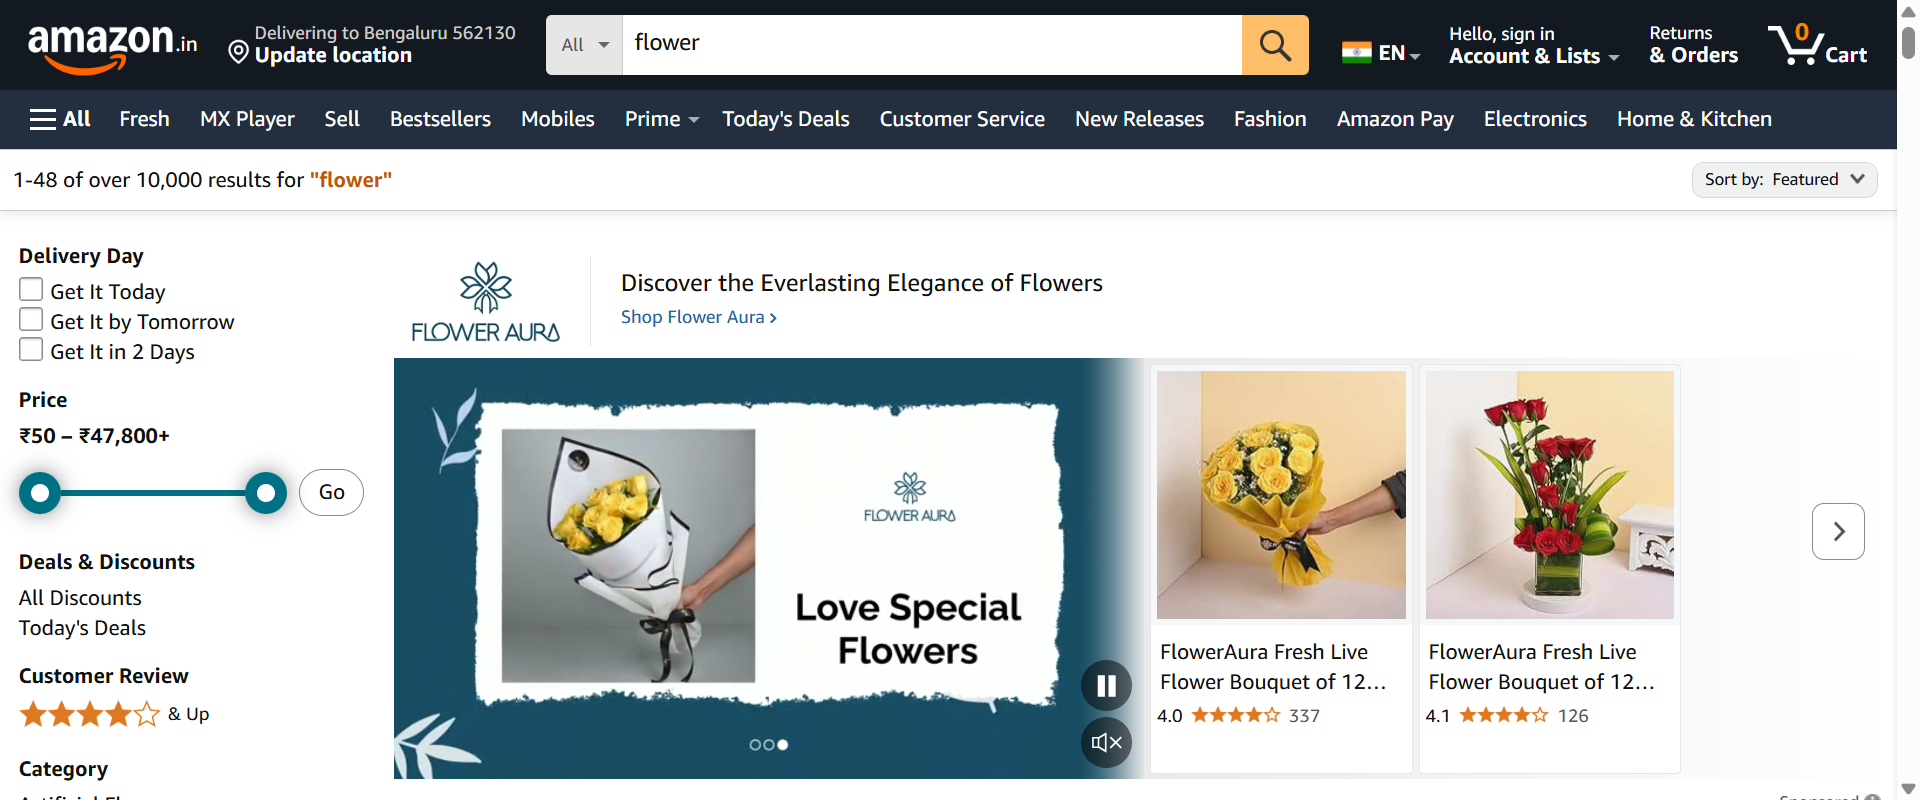 amazon.in
Delivering to Bengaluru 562130
Update location
All
flower
EN
Hello, sign in
Account & Lists
Returns
& Orders
0
Cart
All
Fresh
MX Player
Sell
Bestsellers
Mobiles
Prime
Today's Deals
Customer Service
New Releases
Fashion
Amazon Pay
Electronics
Home & Kitchen
1-48 of over 10,000 results for "flower"
Sort by: Featured
Delivery Day
Get It Today
Get It by Tomorrow
Get It in 2 Days
Price
₹50 – ₹47,800+
Go
Deals & Discounts
All Discounts
Today's Deals
Customer Review
& Up
Category
FLOWER AURA
Discover the Everlasting Elegance of Flowers
Shop Flower Aura
FLOWER AURA
Love Special
Flowers
FlowerAura Fresh Live
Flower Bouquet of 12...
4.0
337
FlowerAura Fresh Live
Flower Bouquet of 12...
4.1
126